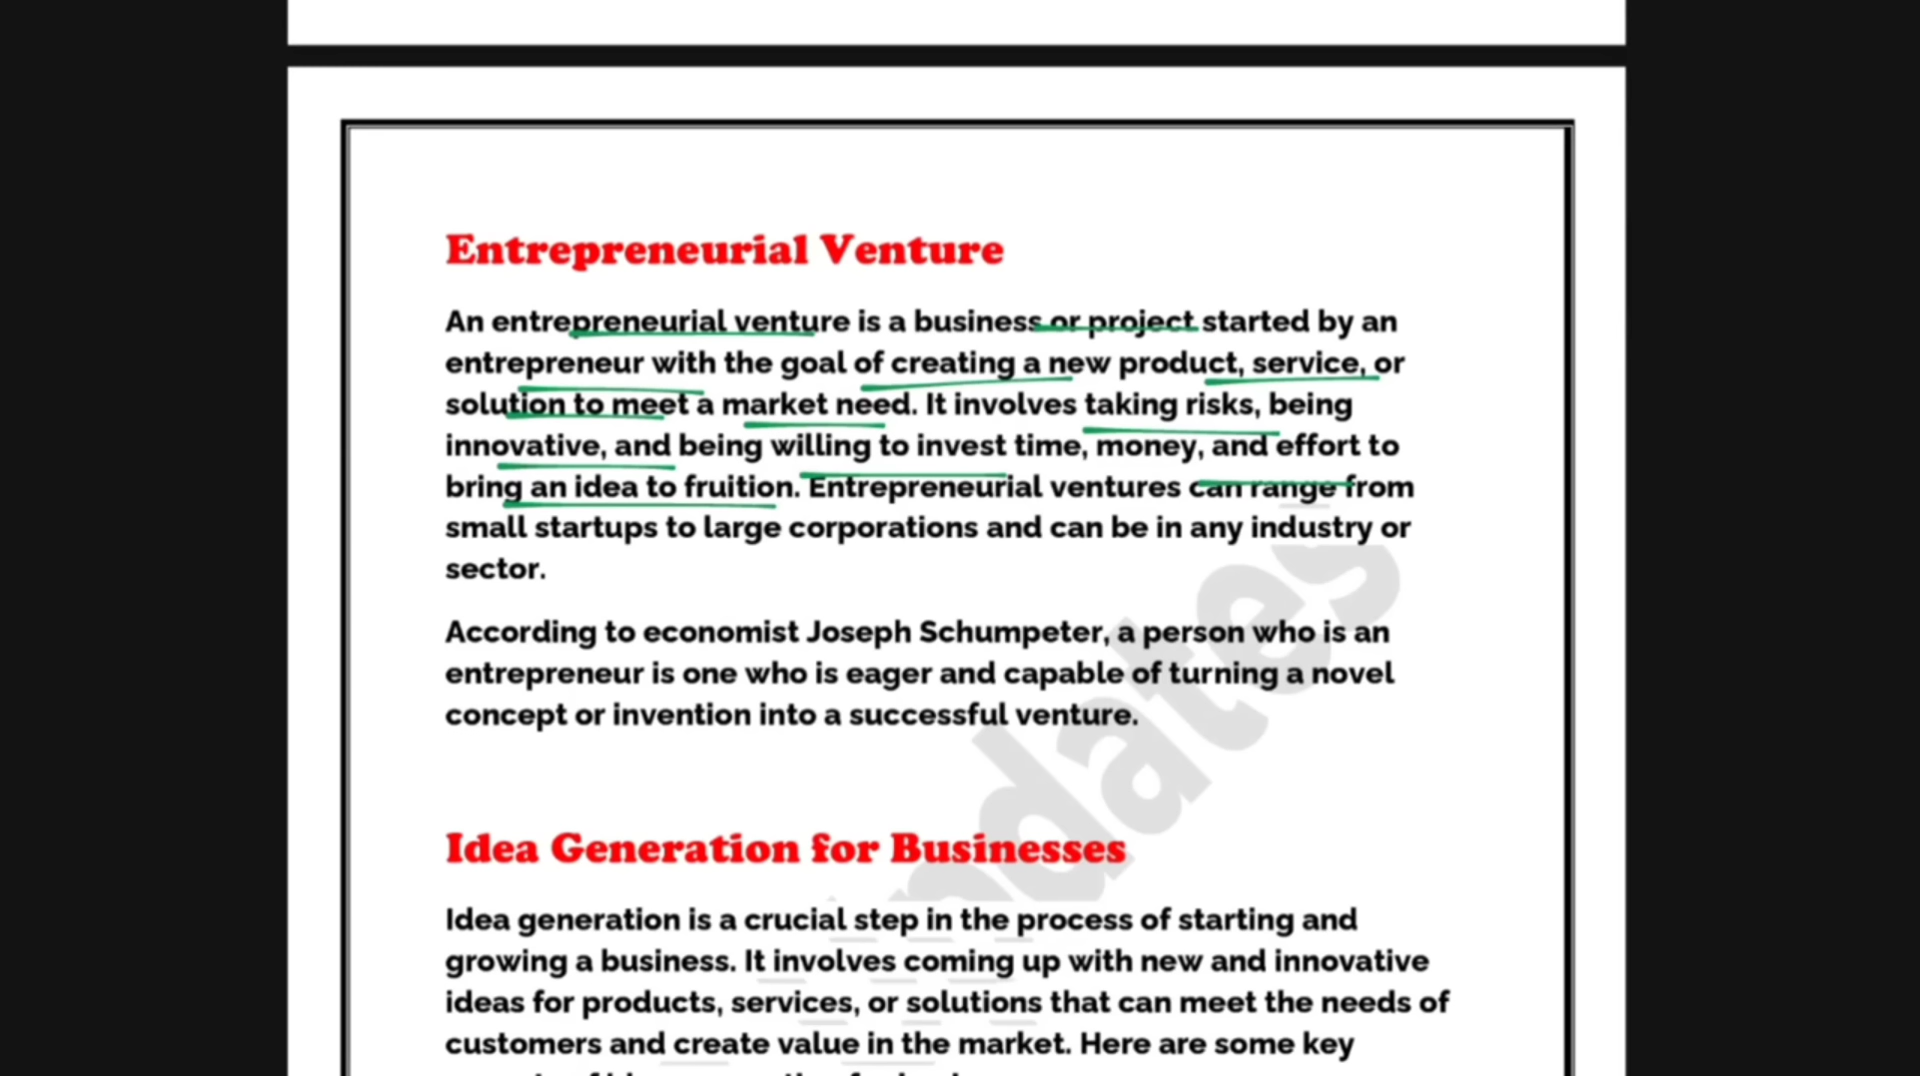 Entrepreneurial Venture
An entrepreneurial venture is a business or project started by an
entrepreneur with the goal of creating a new product, service, or
solution to meet a market need. It involves taking risks, being
innovative, and being willing to invest time, money, and effort to
bring an idea to fruition. Entrepreneurial ventures can range from
small startups to large corporations and can be in any industry or
sector.
According to economist Joseph Schumpeter, a person who is an
entrepreneur is one who is eager and capable of turning a novel
concept or invention into a successful venture.
Idea Generation for Businesses
Idea generation is a crucial step in the process of starting and
growing a business. It involves coming up with new and innovative
ideas for products, services, or solutions that can meet the needs of
customers and create value in the market. Here are some key